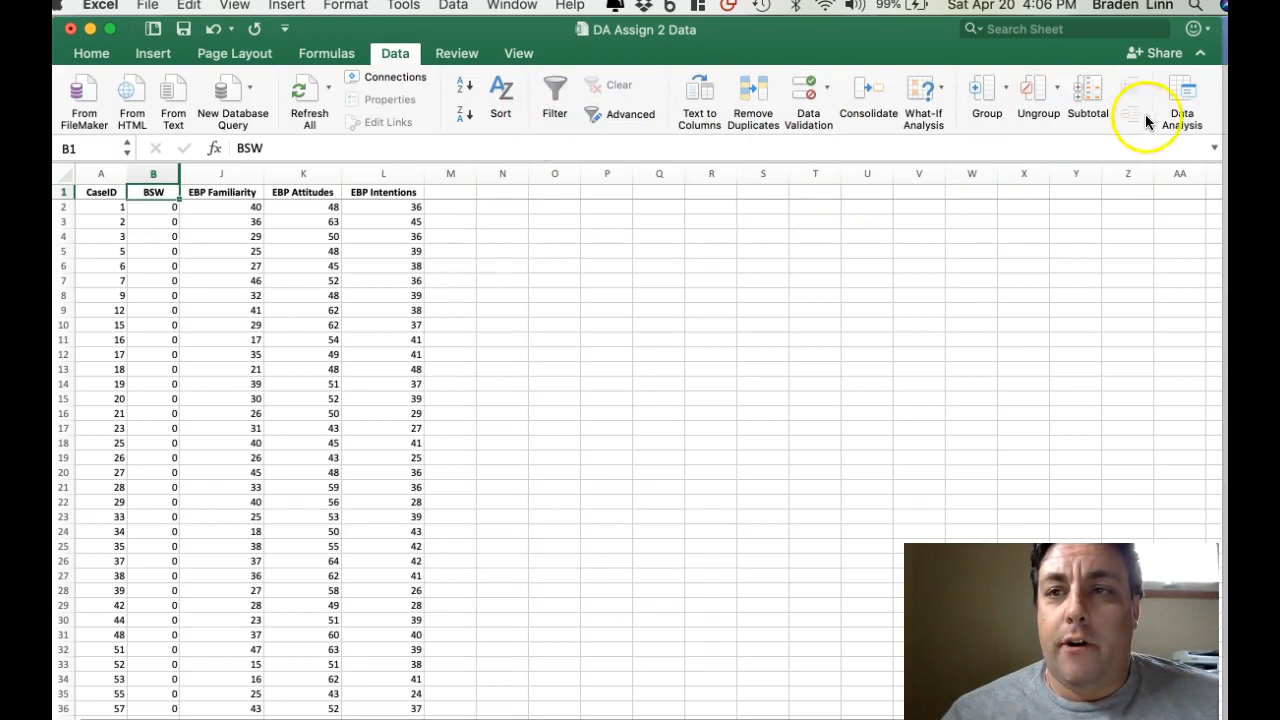 Excel File Edit View Insert Format Tools Data Window Help 99% Sat Apr 20 4:06 PM Braden Linn
DA Assign 2 Data Search Sheet
Home Insert Page Layout Formulas Data Review View Share
From FileMaker From HTML From Text New Database Query Refresh All Connections Properties Edit Links Sort Filter Clear Advanced Text to Columns Remove Duplicates Data Validation Consolidate What-If Analysis Group Ungroup Subtotal Data Analysis
B1 fx BSW
A B J K L M N O P Q R S T U V W X Y Z AA
1 CaseID BSW EBP Familiarity EBP Attitudes EBP Intentions
2 1 0 40 48 36
3 2 0 36 63 45
4 3 0 29 50 36
5 5 0 25 48 39
6 6 0 27 45 38
7 7 0 46 52 36
8 9 0 32 48 39
9 12 0 41 62 38
10 15 0 29 62 37
11 16 0 17 54 41
12 17 0 35 49 41
13 18 0 21 48 48
14 19 0 39 51 37
15 20 0 30 52 39
16 21 0 26 50 29
17 23 0 31 43 27
18 25 0 40 45 41
19 26 0 26 43 25
20 27 0 45 48 36
21 28 0 33 59 36
22 29 0 40 56 28
23 33 0 25 53 39
24 34 0 18 50 43
25 35 0 38 55 42
26 37 0 37 64 42
27 38 0 36 62 41
28 39 0 27 58 26
29 42 0 28 49 28
30 44 0 23 51 39
31 48 0 37 60 40
32 51 0 47 63 39
33 52 0 15 51 38
34 53 0 16 62 41
35 55 0 25 43 24
36 57 0 43 52 37